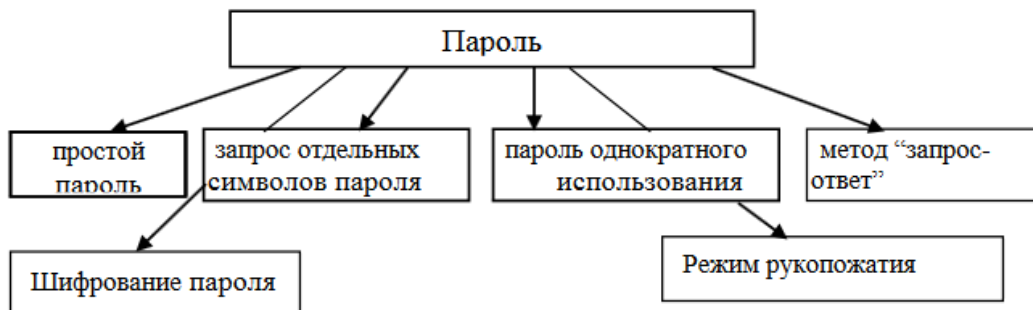 Пароль
простой
пароль
запрос отдельных
символов пароля
пароль однократного
использования
метод “запрос-
ответ”
Шифрование пароля
Режим рукопожатия